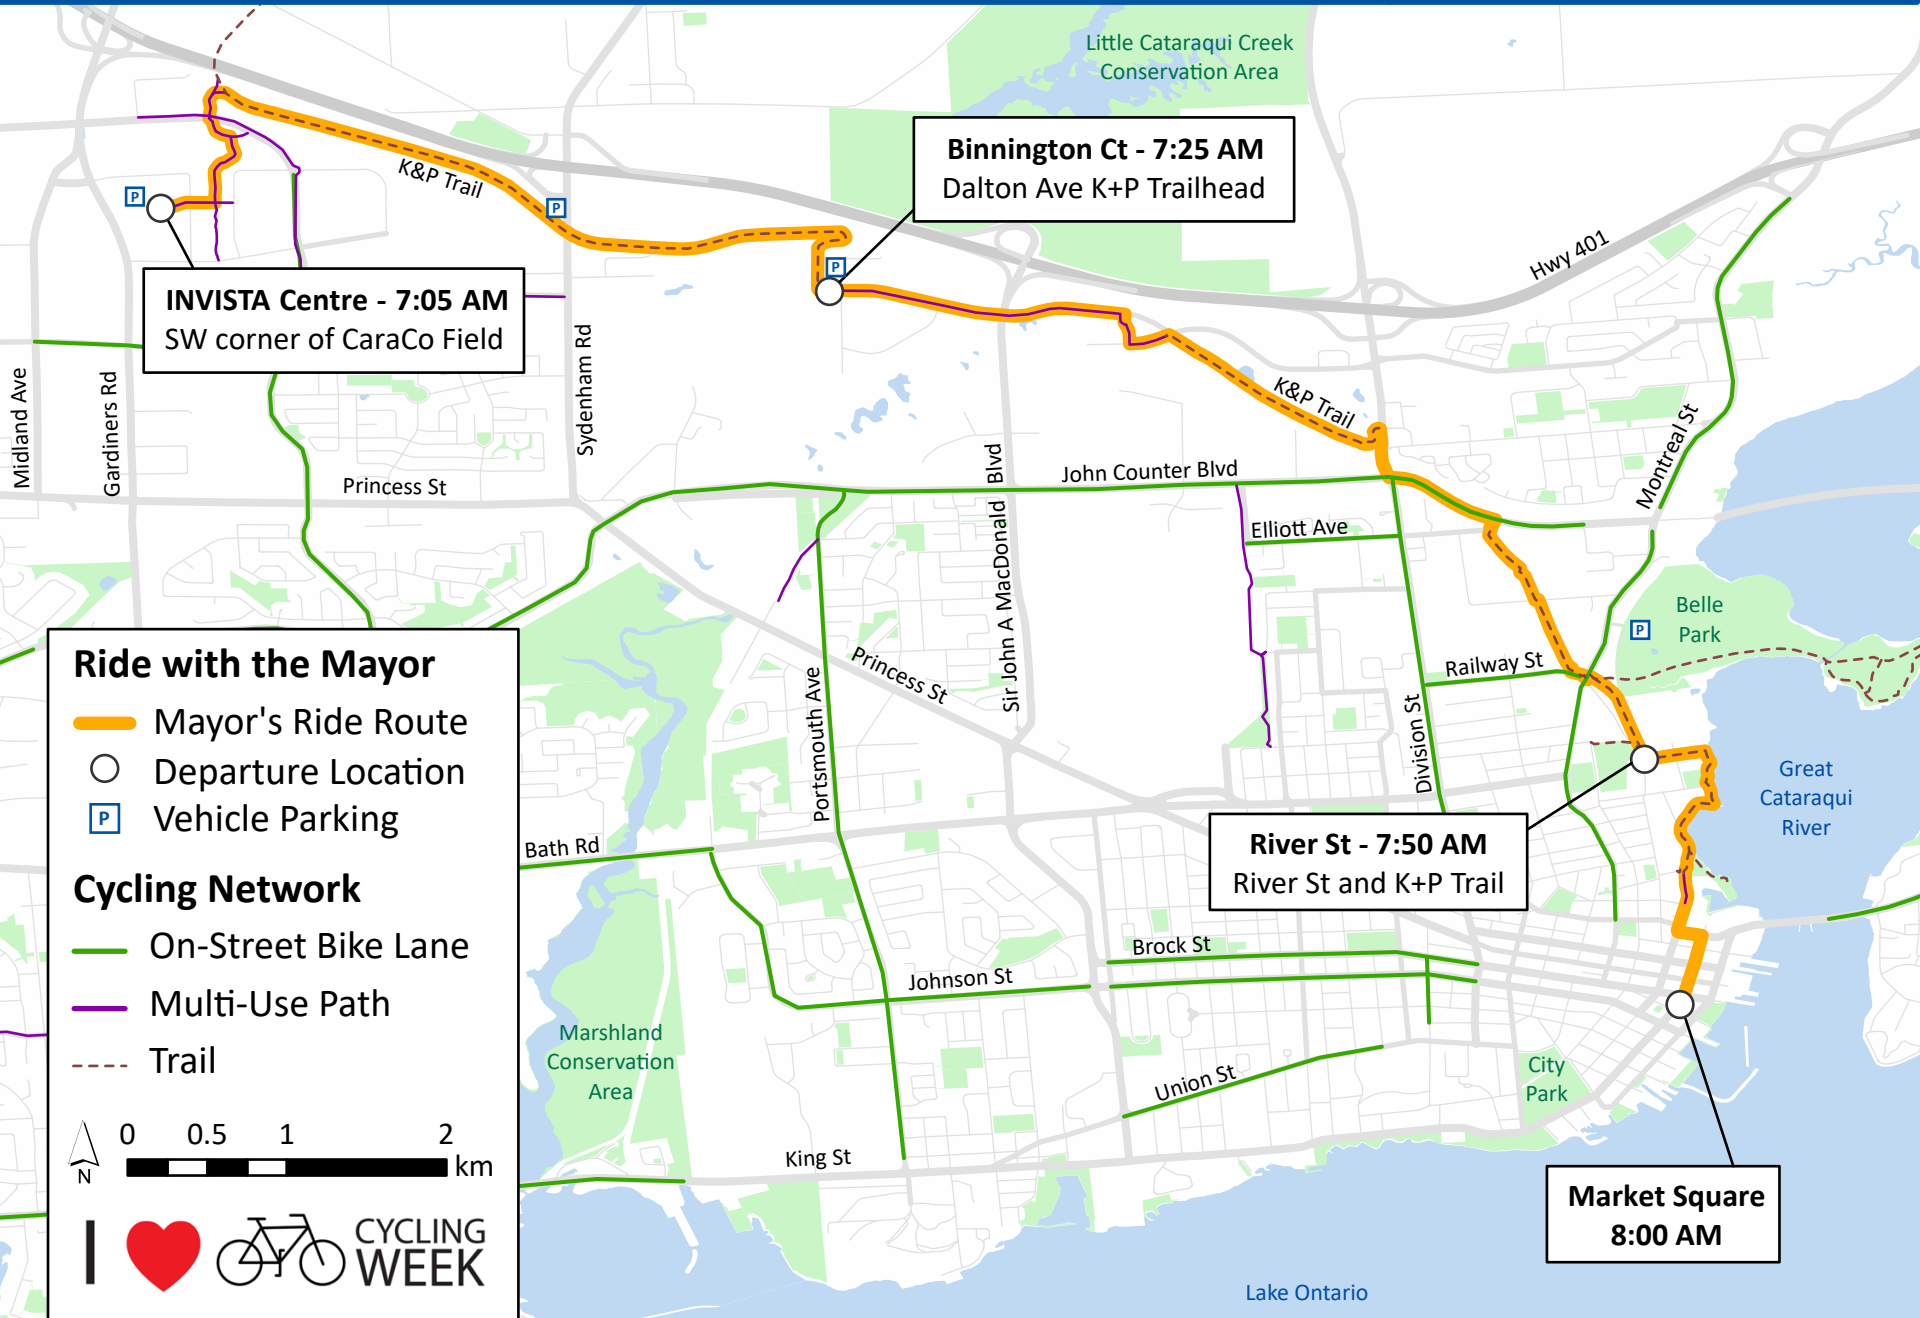 Little Cataraqui Creek
Conservation Area
Binnington Ct - 7:25 AM
Dalton Ave K+P Trailhead
K&P Trail
P
P
P
INVISTA Centre - 7:05 AM
SW corner of CaraCo Field
Hwy 401
Midland Ave
Gardiners Rd
Sydenham Rd
K&P Trail
Montreal St
Princess St
John Counter Blvd
Sir John A MacDonald Blvd
Elliott Ave
Belle
Park
P
Railway St
Princess St
Portsmouth Ave
Division St
Great
Cataraqui
River
River St - 7:50 AM
River St and K+P Trail
Bath Rd
Brock St
Johnson St
Marshland
Conservation
Area
Union St
City
Park
King St
Market Square
8:00 AM
Lake Ontario
Ride with the Mayor
Mayor's Ride Route
Departure Location
P Vehicle Parking
Cycling Network
On-Street Bike Lane
Multi-Use Path
Trail
0 0.5 1 2
km
N
I CYCLING
WEEK